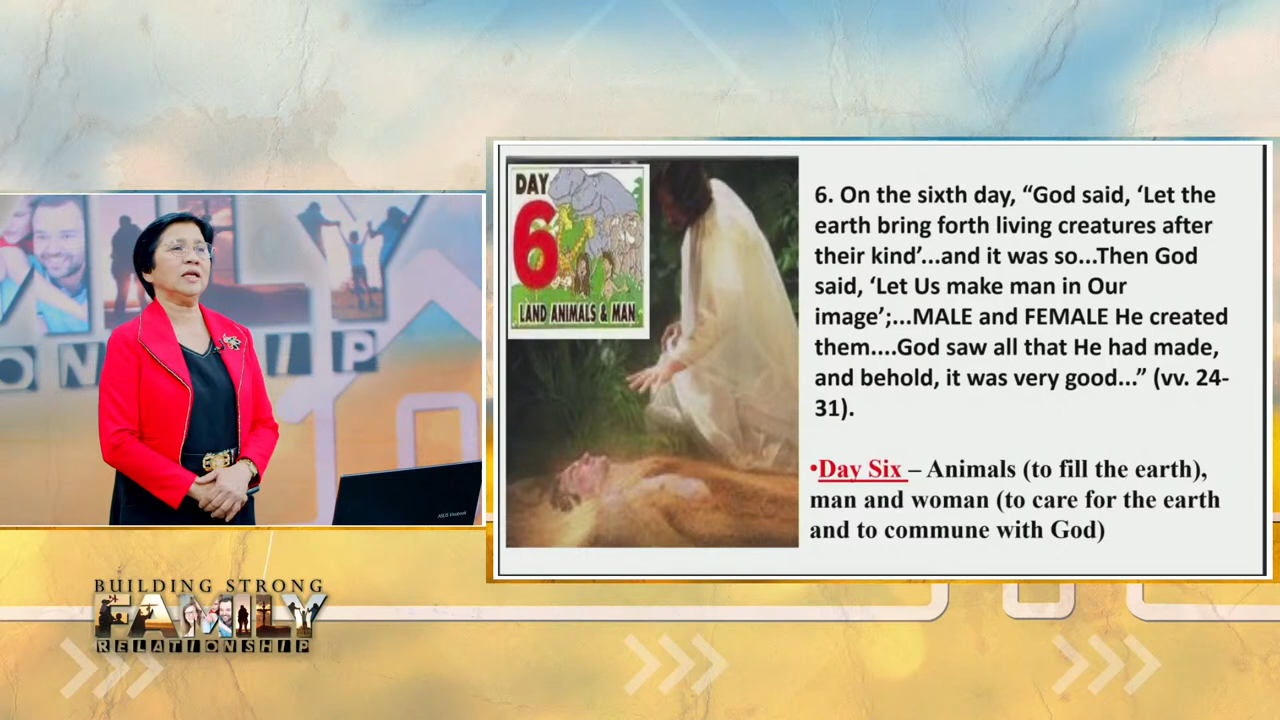 DAY
6
LAND ANIMALS & MAN
6. On the sixth day, “God said, ‘Let the
earth bring forth living creatures after
their kind’...and it was so...Then God
said, ‘Let Us make man in Our
image’;...MALE and FEMALE He created
them....God saw all that He had made,
and behold, it was very good...” (vv. 24-
31).
•Day Six – Animals (to fill the earth),
man and woman (to care for the earth
and to commune with God)
BUILDING STRONG
FAMILY
RELATIONSHIP